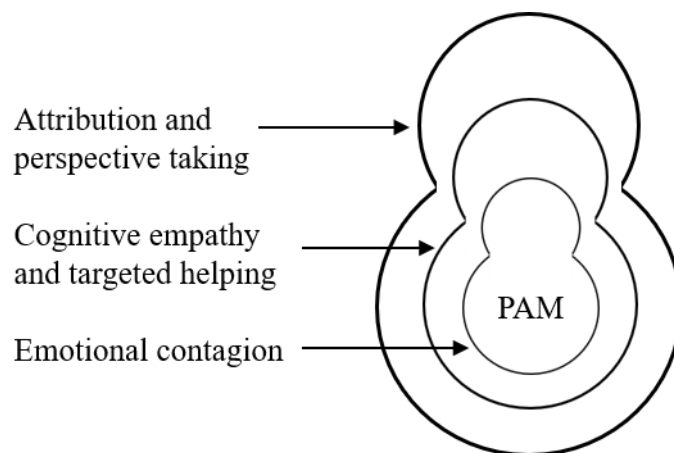 Attribution and
perspective taking
Cognitive empathy
and targeted helping
PAM
Emotional contagion